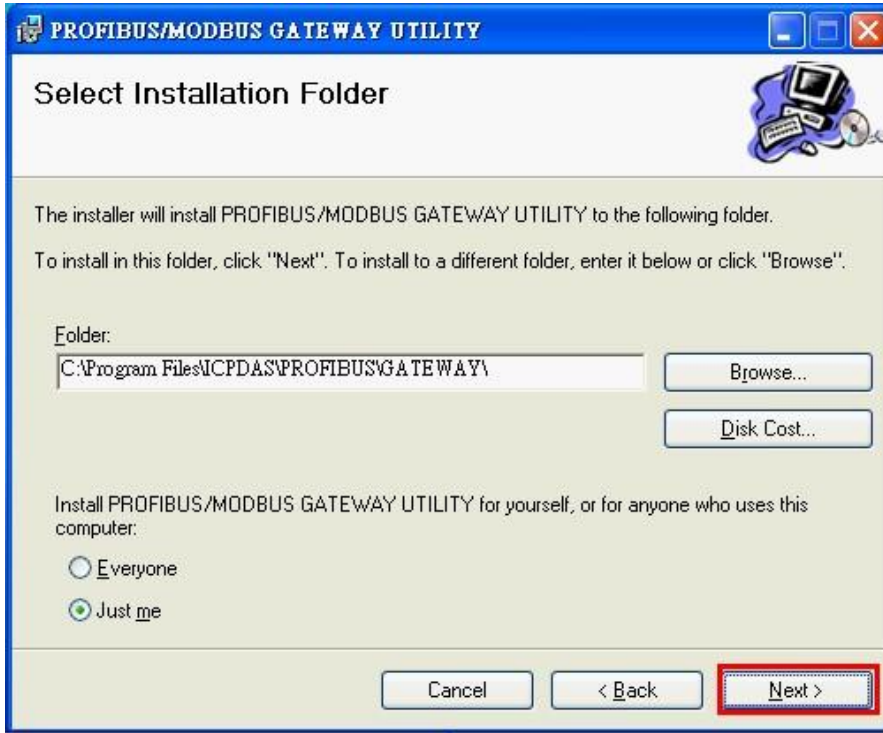 PROFIBUS/MODBUS GATEWAY UTILITY
Select Installation Folder
The installer will install PROFIBUS/MODBUS GATEWAY UTILITY to the following folder.
To install in this folder, click "Next". To install to a different folder, enter it below or click "Browse".
Folder:
C:\Program Files\ICPDAS\PROFIBUS\GATEWAY\
Browse...
Disk Cost...
Install PROFIBUS/MODBUS GATEWAY UTILITY for yourself, or for anyone who uses this
computer:
Everyone
Just me
Cancel
< Back
Next >